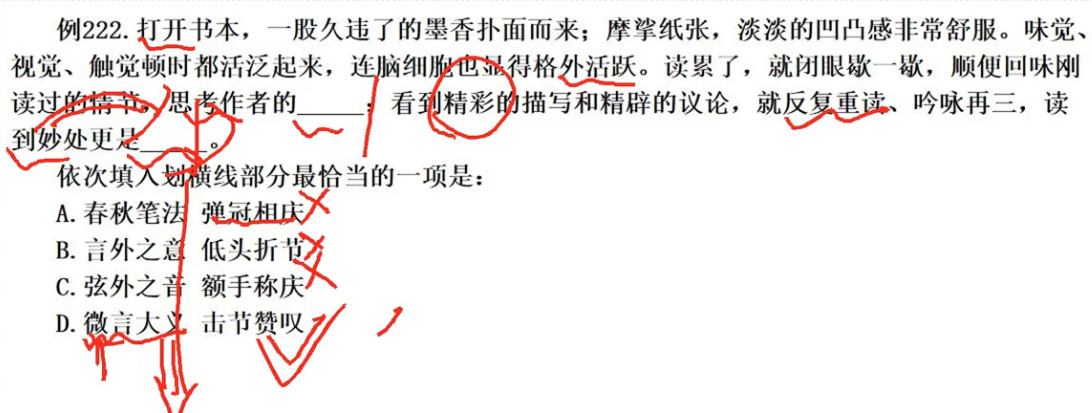 例222.打开书本，一股久违了的墨香扑面而来；摩挲纸张，淡淡的凹凸感非常舒服。味觉、
视觉、触觉顿时都活泛起来，连脑细胞也显得格外活跃。读累了，就闭眼歇一歇，顺便回味刚
读过的情节，思考作者的_____；看到精彩的描写和精辟的议论，就反复重读、吟咏再三，读
到妙处更是_____。
依次填入划横线部分最恰当的一项是：
A.春秋笔法 弹冠相庆
B.言外之意 低头折节
C.弦外之音 额手称庆
D.微言大义 击节赞叹